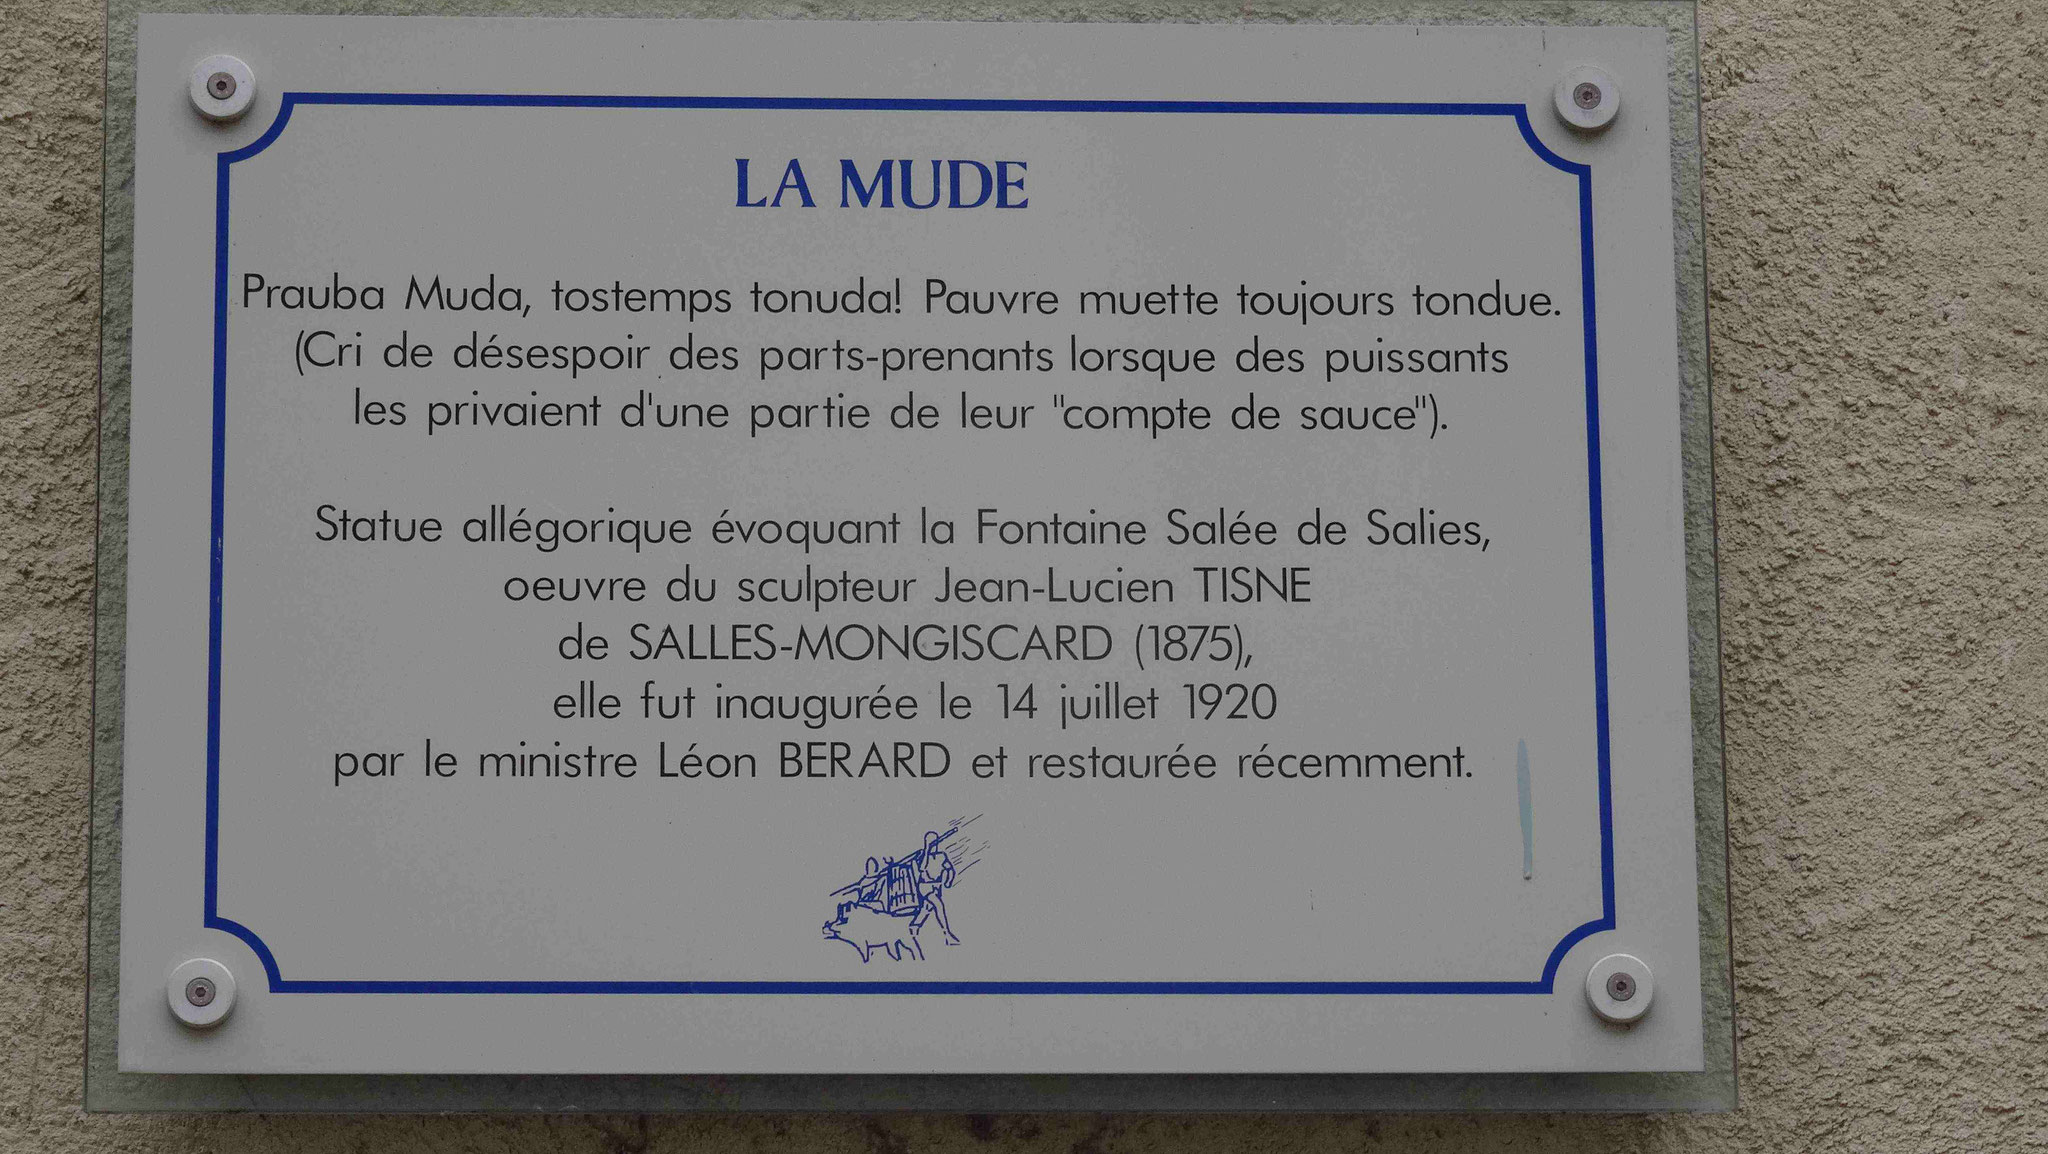 LA MUDE
Prauba Muda, tostemps tonuda! Pauvre muette toujours tondue.
(Cri de désespoir des parts-prenants lorsque des puissants
les privaient d'une partie de leur "compte de sauce").
Statue allégorique évoquant la Fontaine Salée de Salies,
oeuvre du sculpteur Jean-Lucien TISNE
de SALLES-MONGISCARD (1875),
elle fut inaugurée le 14 juillet 1920
par le ministre Léon BERARD et restaurée récemment.